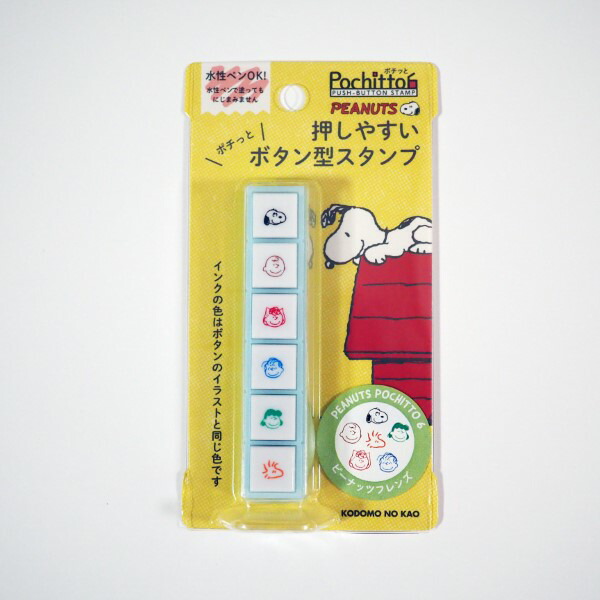 水性ペンOK!
水性ペンで塗っても
にじまみません
ポチっと
Pochitto6
PUSH-BUTTON STAMP
PEANUTS
ポチっと
押しやすい
ボタン型スタンプ
インクの色はボタンのイラストと同じ色です
PEANUTS POCHITTO 6
ピーナッツフレンズ
KODOMO NO KAO